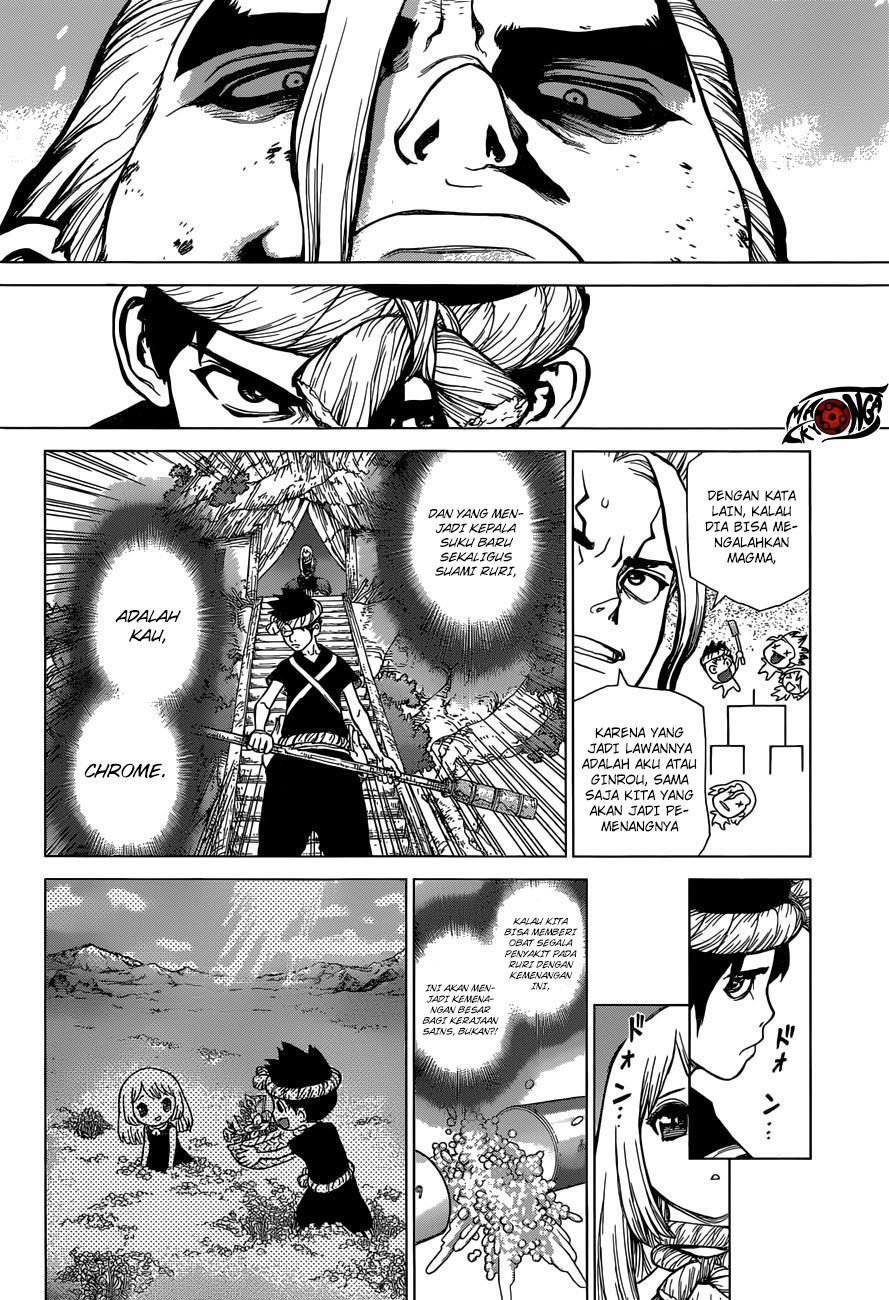 MA
KI
ONGA
DENGAN KATA
LAIN, KALAU
DIA BISA ME-
NGALAHKAN
MAGMA,
KARENA YANG
JADI LAWANNYA
ADALAH AKU ATAU
GINROU, SAMA
SAJA KITA YANG
AKAN JADI PE-
MENANGNYA
DAN YANG MEN-
JADI KEPALA
SUKU BARU
SEKALIGUS
SUAMI RURI,
ADALAH
KAU,
CHROME.
ドォン…
ドォン…
KALAU KITA
BISA MEMBERI
OBAT SEGALA
PENYAKIT PADA
RURI DENGAN
KEMENANGAN
INI,
INI AKAN MEN-
JADI KEMENA-
NGAN BESAR
BAGI KERAJAAN
SAINS, BUKAN?!